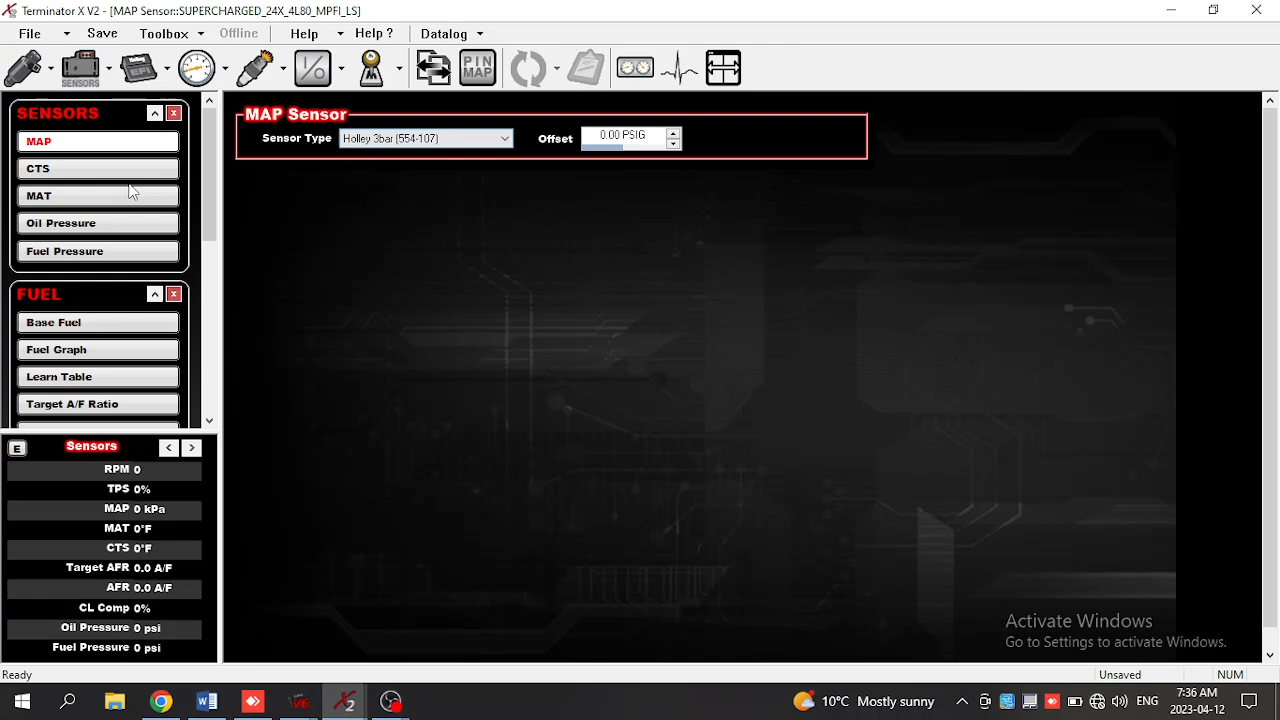 Terminator X V2 - [MAP Sensor::SUPERCHARGED_24X_4L80_MPFI_LS]
File Save Toolbox Offline Help Help ? Datalog
SENSORS EFI I/O PIN MAP
SENSORS
MAP
CTS
MAT
Oil Pressure
Fuel Pressure
FUEL
Base Fuel
Fuel Graph
Learn Table
Target A/F Ratio
MAP Sensor
Sensor Type Holley 3bar (554-107) Offset 0.00 PSIG
E Sensors < >
RPM 0
TPS 0%
MAP 0 kPa
MAT 0°F
CTS 0°F
Target AFR 0.0 A/F
AFR 0.0 A/F
CL Comp 0%
Oil Pressure 0 psi
Fuel Pressure 0 psi
Activate Windows
Go to Settings to activate Windows.
Ready Unsaved NUM
10°C Mostly sunny ENG 7:36 AM
2023-04-12